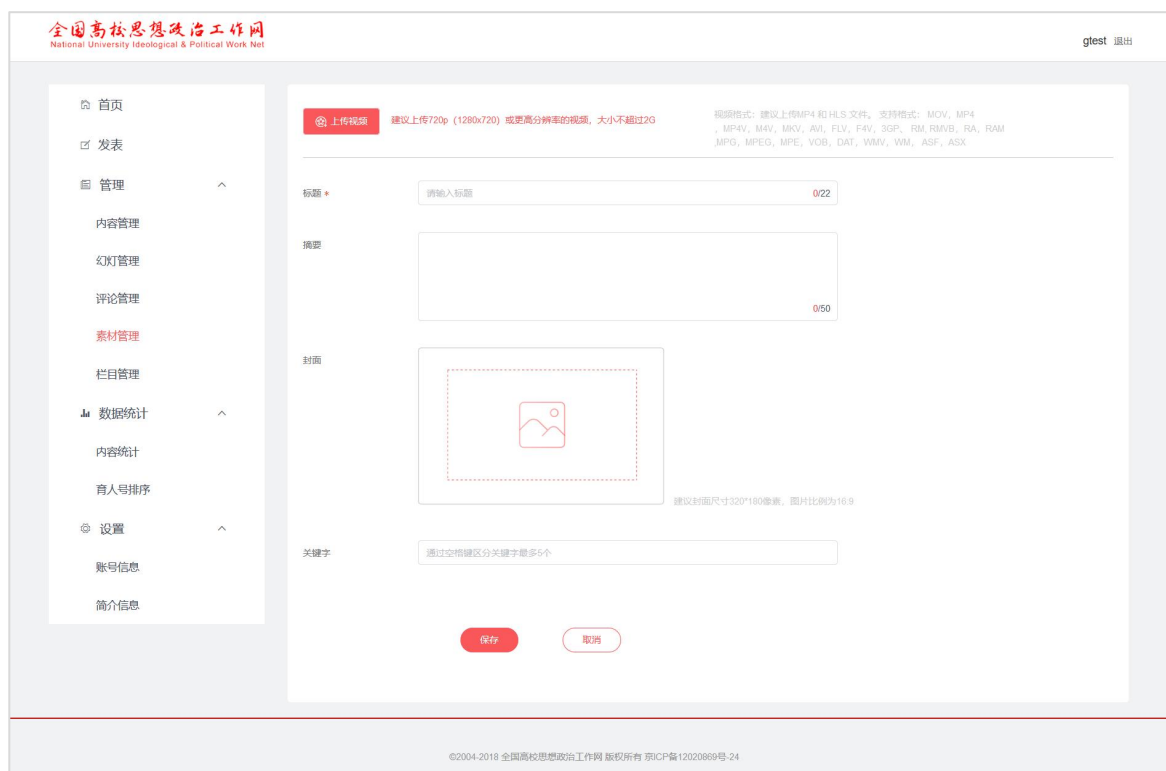 全国高校思想政治工作网
National University Ideological & Political Work Net
gtest 退出
首页
发表
管理
内容管理
幻灯管理
评论管理
素材管理
栏目管理
数据统计
内容统计
育人号排序
设置
账号信息
简介信息
上传视频
建议上传720p（1280x720）或更高分辨率的视频，大小不超过2G
视频格式：建议上传MP4 和 HLS 文件。 支持格式： MOV、MP4
、MP4V、M4V、MKV、AVI、FLV、F4V、3GP、 RM, RMVB、RA、RAM
,MPG、MPEG、MPE、VOB、DAT、WMV、WM、 ASF、ASX
标题 *
请输入标题
0/22
摘要
0/50
封面
建议封面尺寸320*180像素，图片比例为16:9
关键字
通过空格键区分关键字最多5个
保存
取消
©2004-2018 全国高校思想政治工作网 版权所有 京ICP备12020869号-24